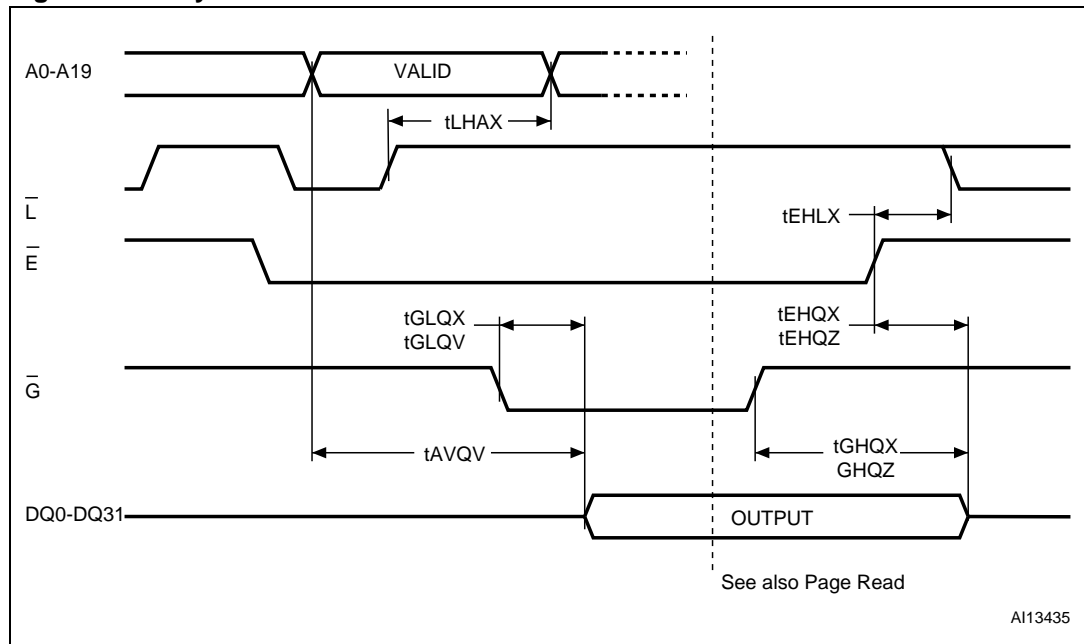 A0-A19
VALID
tLHAX
L
tEHLX
E
tGLQX
tGLQV
tEHQX
tEHQZ
G
tAVQV
tGHQX
GHQZ
DQ0-DQ31
OUTPUT
See also Page Read
AI13435